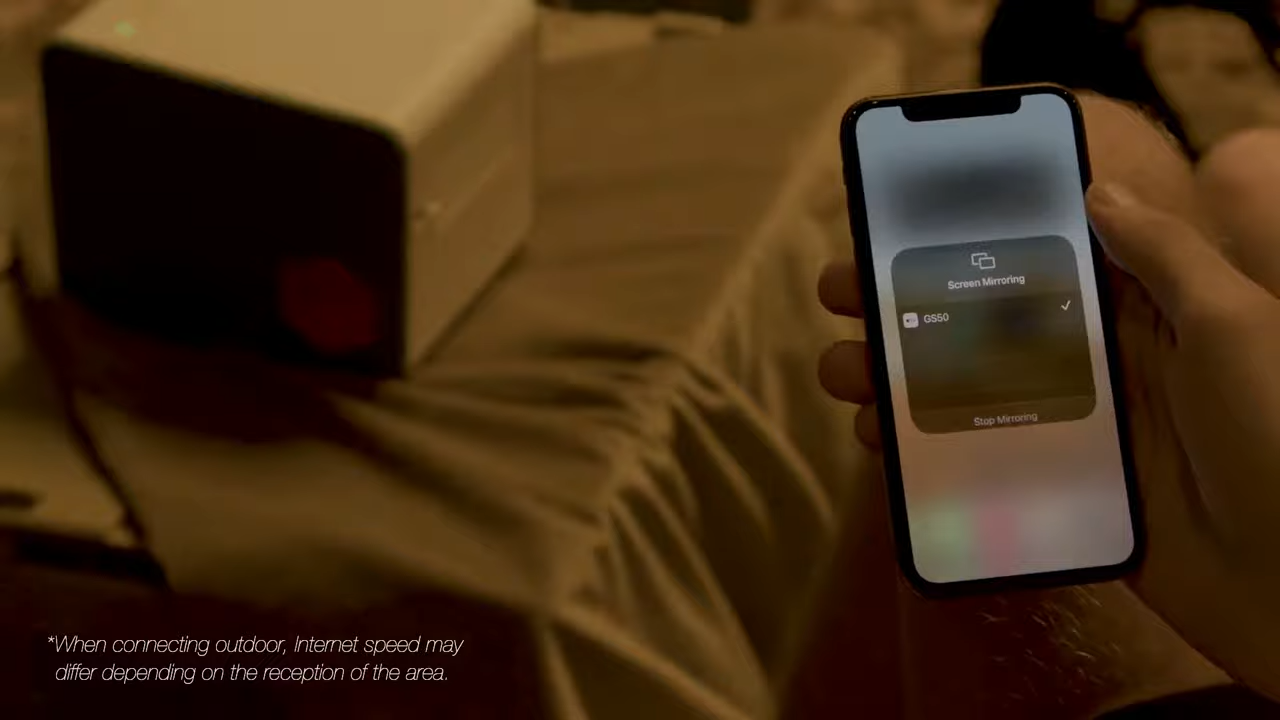 Screen Mirroring
GS50
Stop Mirroring
*When connecting outdoor, Internet speed may
differ depending on the reception of the area.